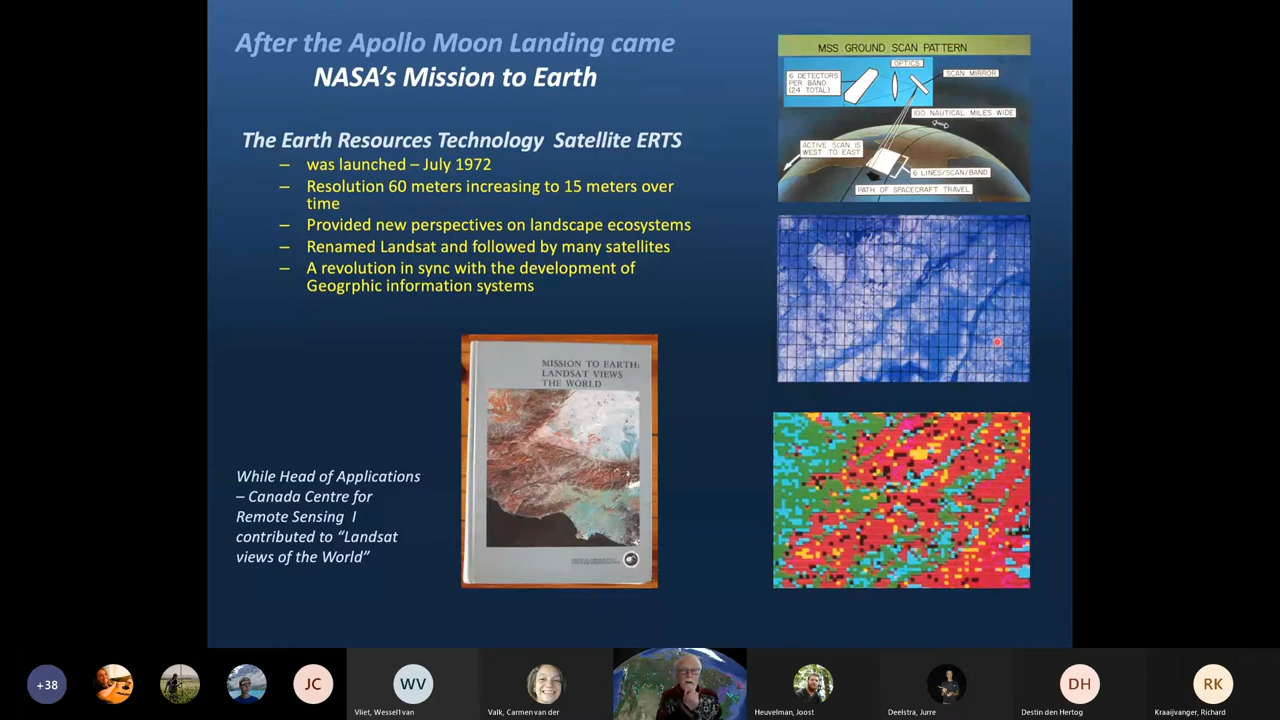 After the Apollo Moon Landing came
NASA's Mission to Earth
The Earth Resources Technology Satellite ERTS
– was launched – July 1972
– Resolution 60 meters increasing to 15 meters over
time
– Provided new perspectives on landscape ecosystems
– Renamed Landsat and followed by many satellites
– A revolution in sync with the development of
Geogrphic information systems
While Head of Applications
– Canada Centre for
Remote Sensing I
contributed to “Landsat
views of the World”
MISSION TO EARTH:
LANDSAT VIEWS
THE WORLD
MSS GROUND SCAN PATTERN
OPTICS
6 DETECTORS
PER BAND
(24 TOTAL)
SCAN MIRROR
100 NAUTICAL MILES WIDE
ACTIVE SCAN IS
WEST TO EAST
6 LINES/SCAN/BAND
PATH OF SPACECRAFT TRAVEL
+38
JC
WV
Vliet, Wessel1 van
Valk, Carmen van der
Heuvelman, Joost
Deelstra, Jurre
DH
Destin den Hertog
RK
Kraaijvanger, Richard